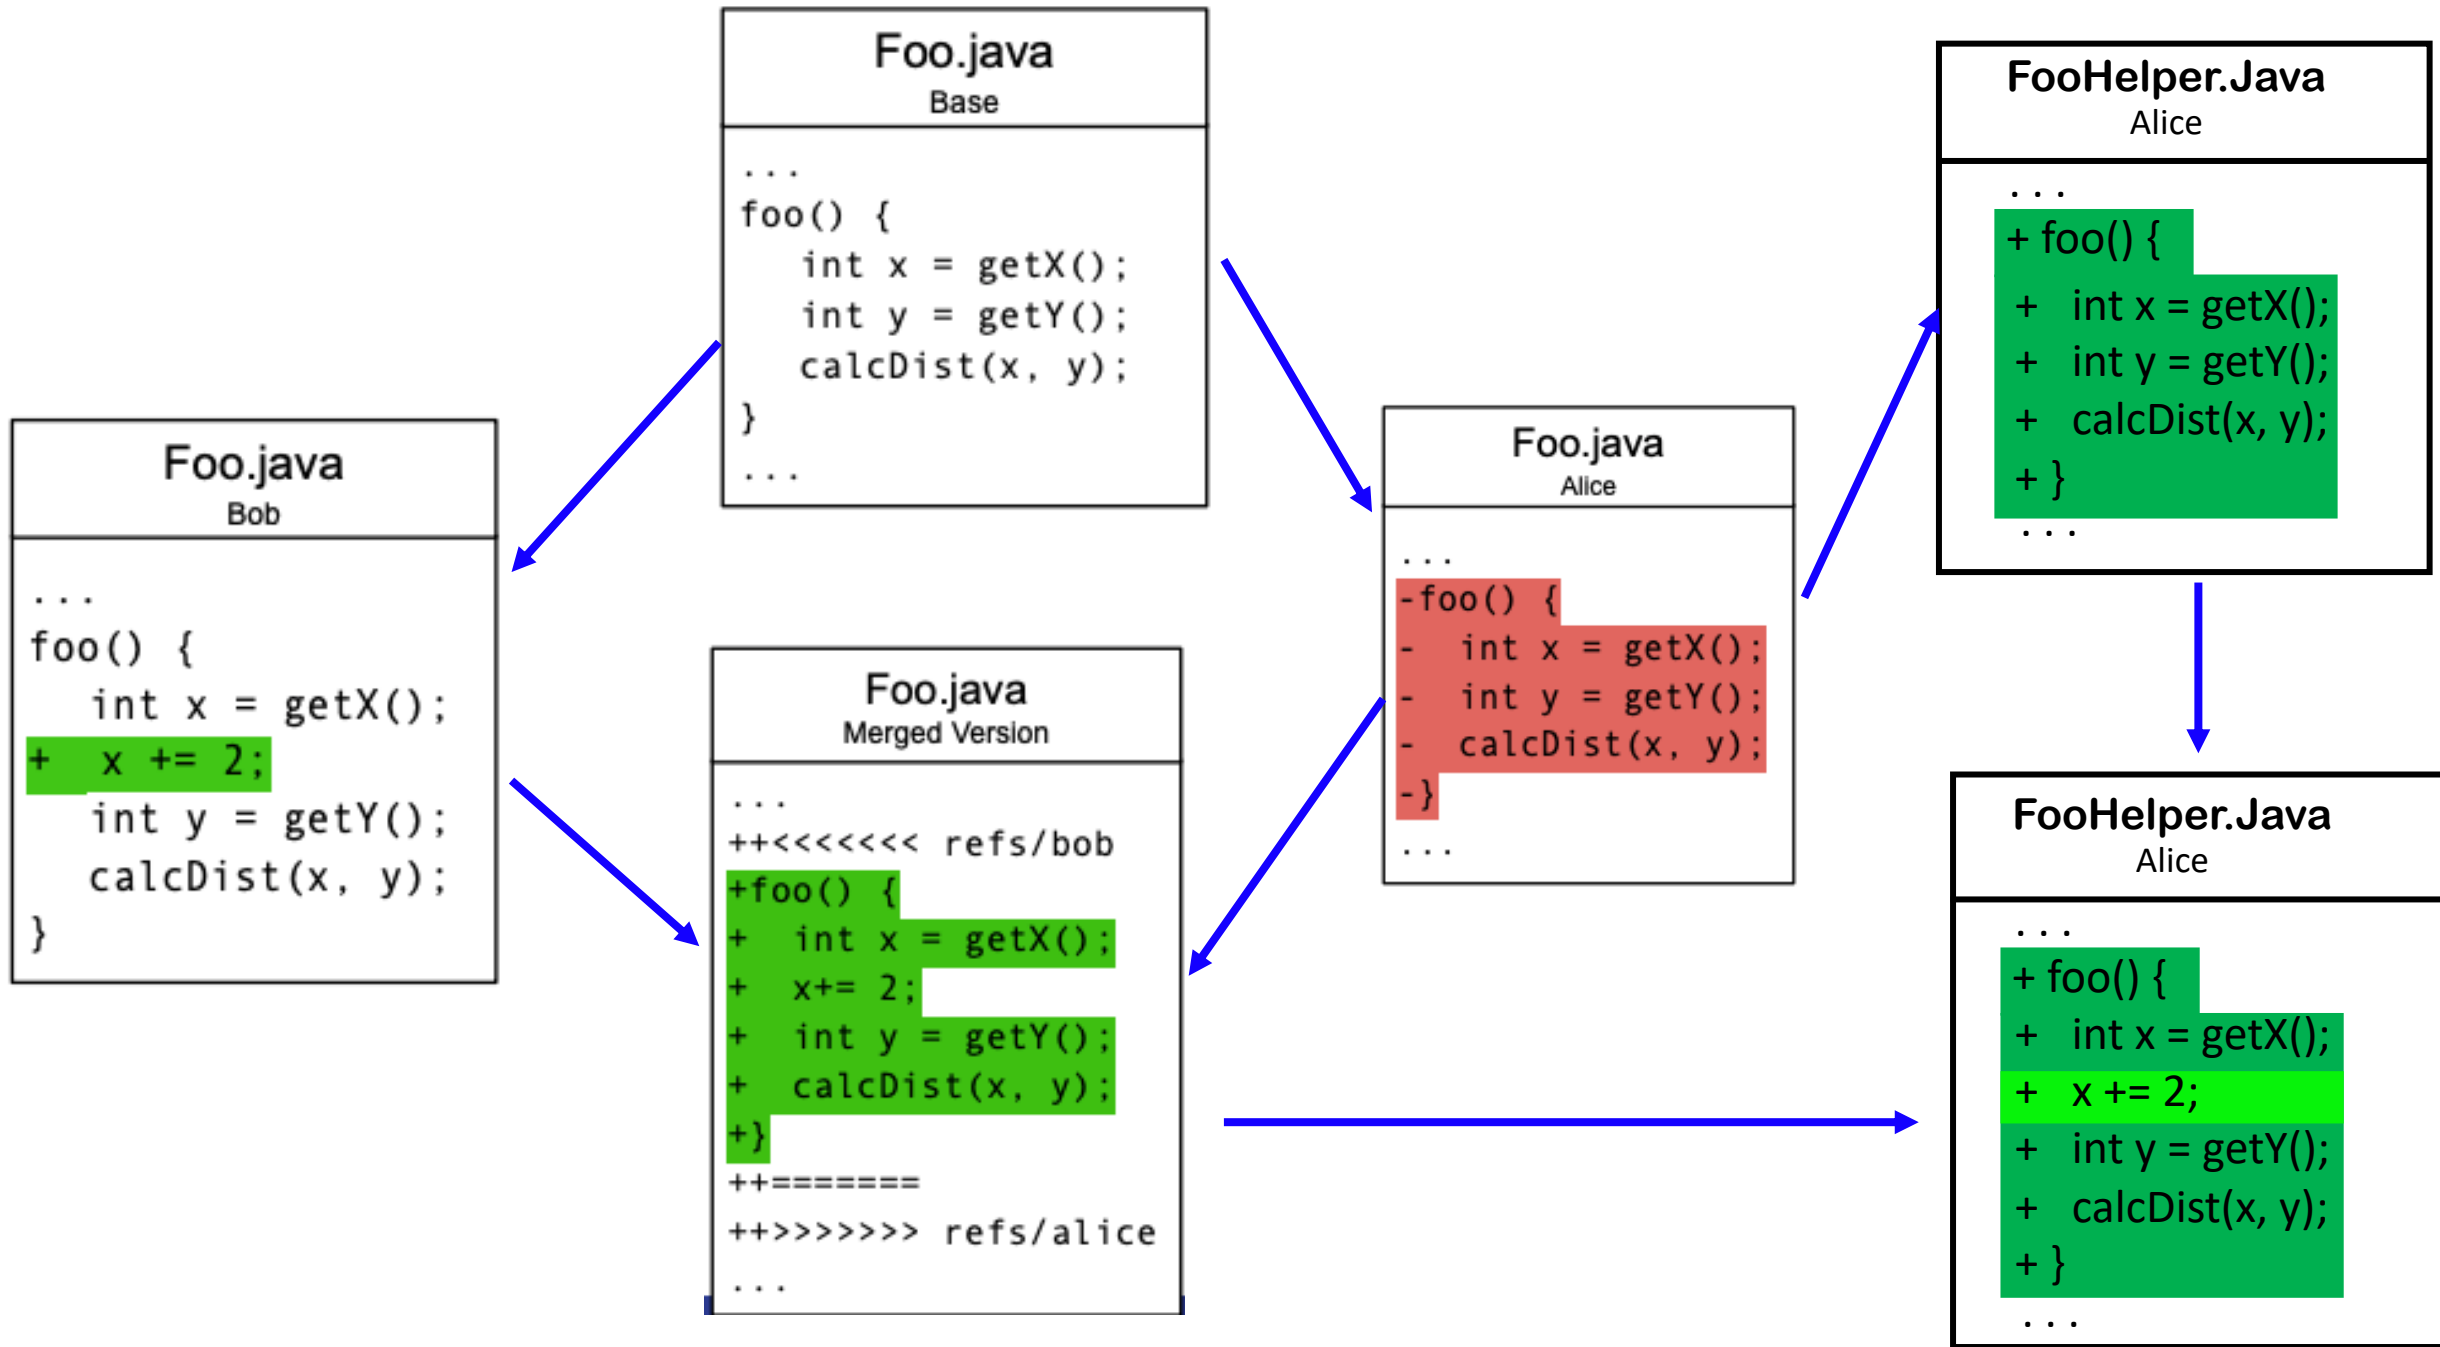 Foo.java
Base
...
foo() {
int x = getX();
int y = getY();
calcDist(x, y);
}
...
FooHelper.Java
Alice
...
+ foo() {
+ int x = getX();
+ int y = getY();
+ calcDist(x, y);
+ }
...
Foo.java
Bob
...
foo() {
int x = getX();
+ x += 2;
int y = getY();
calcDist(x, y);
}
Foo.java
Alice
...
-foo() {
- int x = getX();
- int y = getY();
- calcDist(x, y);
-}
...
Foo.java
Merged Version
...
++<<<<<<< refs/bob
+foo() {
+ int x = getX();
+ x+= 2;
+ int y = getY();
+ calcDist(x, y);
+}
++=======
++>>>>>>> refs/alice
...
FooHelper.Java
Alice
...
+ foo() {
+ int x = getX();
+ x += 2;
+ int y = getY();
+ calcDist(x, y);
+ }
...